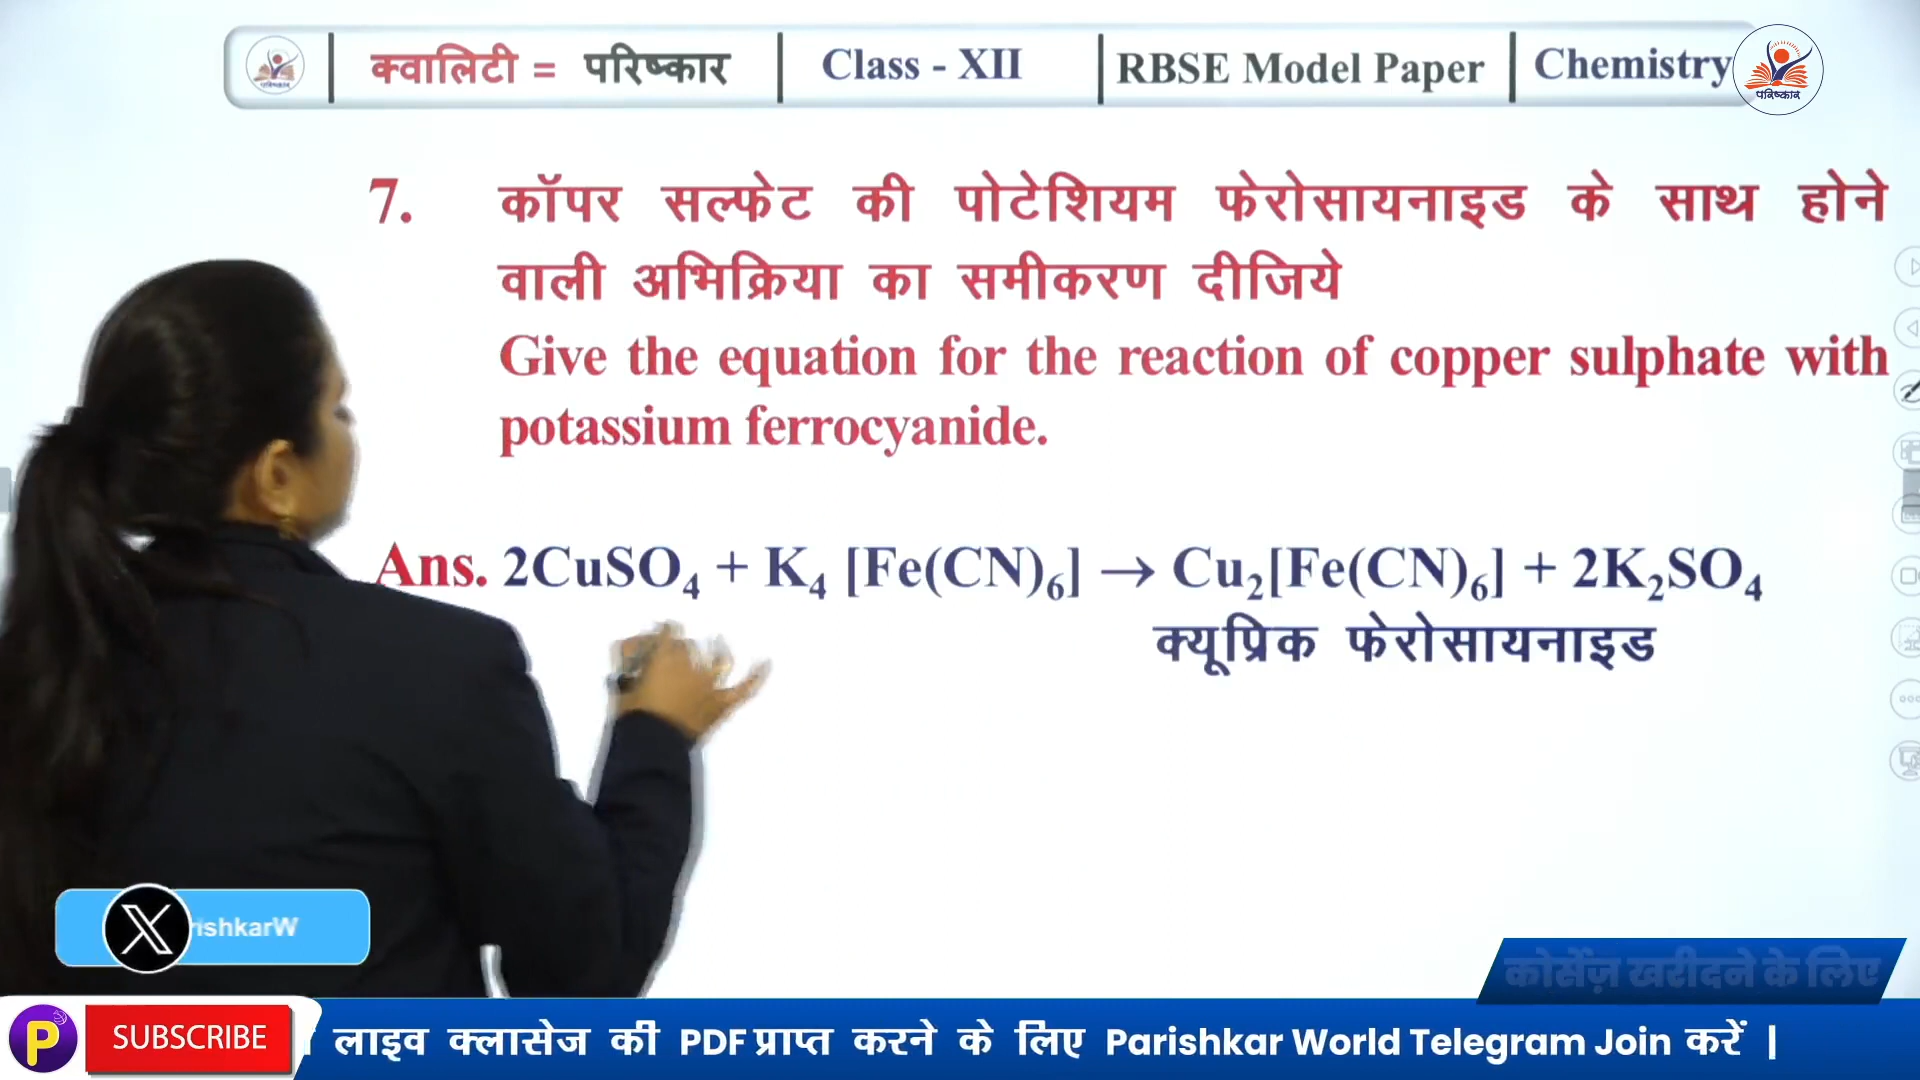 क्वालिटी = परिष्कार Class - XII RBSE Model Paper Chemistry
परिष्कार
7. कॉपर सल्फेट की पोटेशियम फेरोसायनाइड के साथ होने
वाली अभिक्रिया का समीकरण दीजिये
Give the equation for the reaction of copper sulphate with
potassium ferrocyanide.
Ans. 2CuSO₄ + K₄ [Fe(CN)₆] → Cu₂[Fe(CN)₆] + 2K₂SO₄
क्यूप्रिक फेरोसायनाइड
rishkarW
कोर्सेज़ खरीदने के लिए
SUBSCRIBE लाइव क्लासेज की PDF प्राप्त करने के लिए Parishkar World Telegram Join करें |